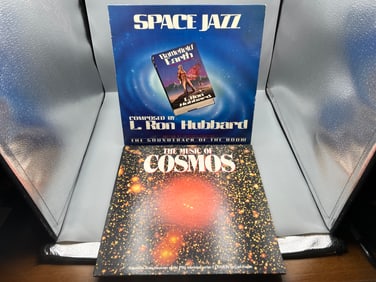 SPACE JAZZ
Battlefield
Earth
L. Ron
Hubbard
COMPOSED BY
L. Ron Hubbard
THE SOUNDTRACK OF THE BOOK
THE MUSIC OF
COSMOS